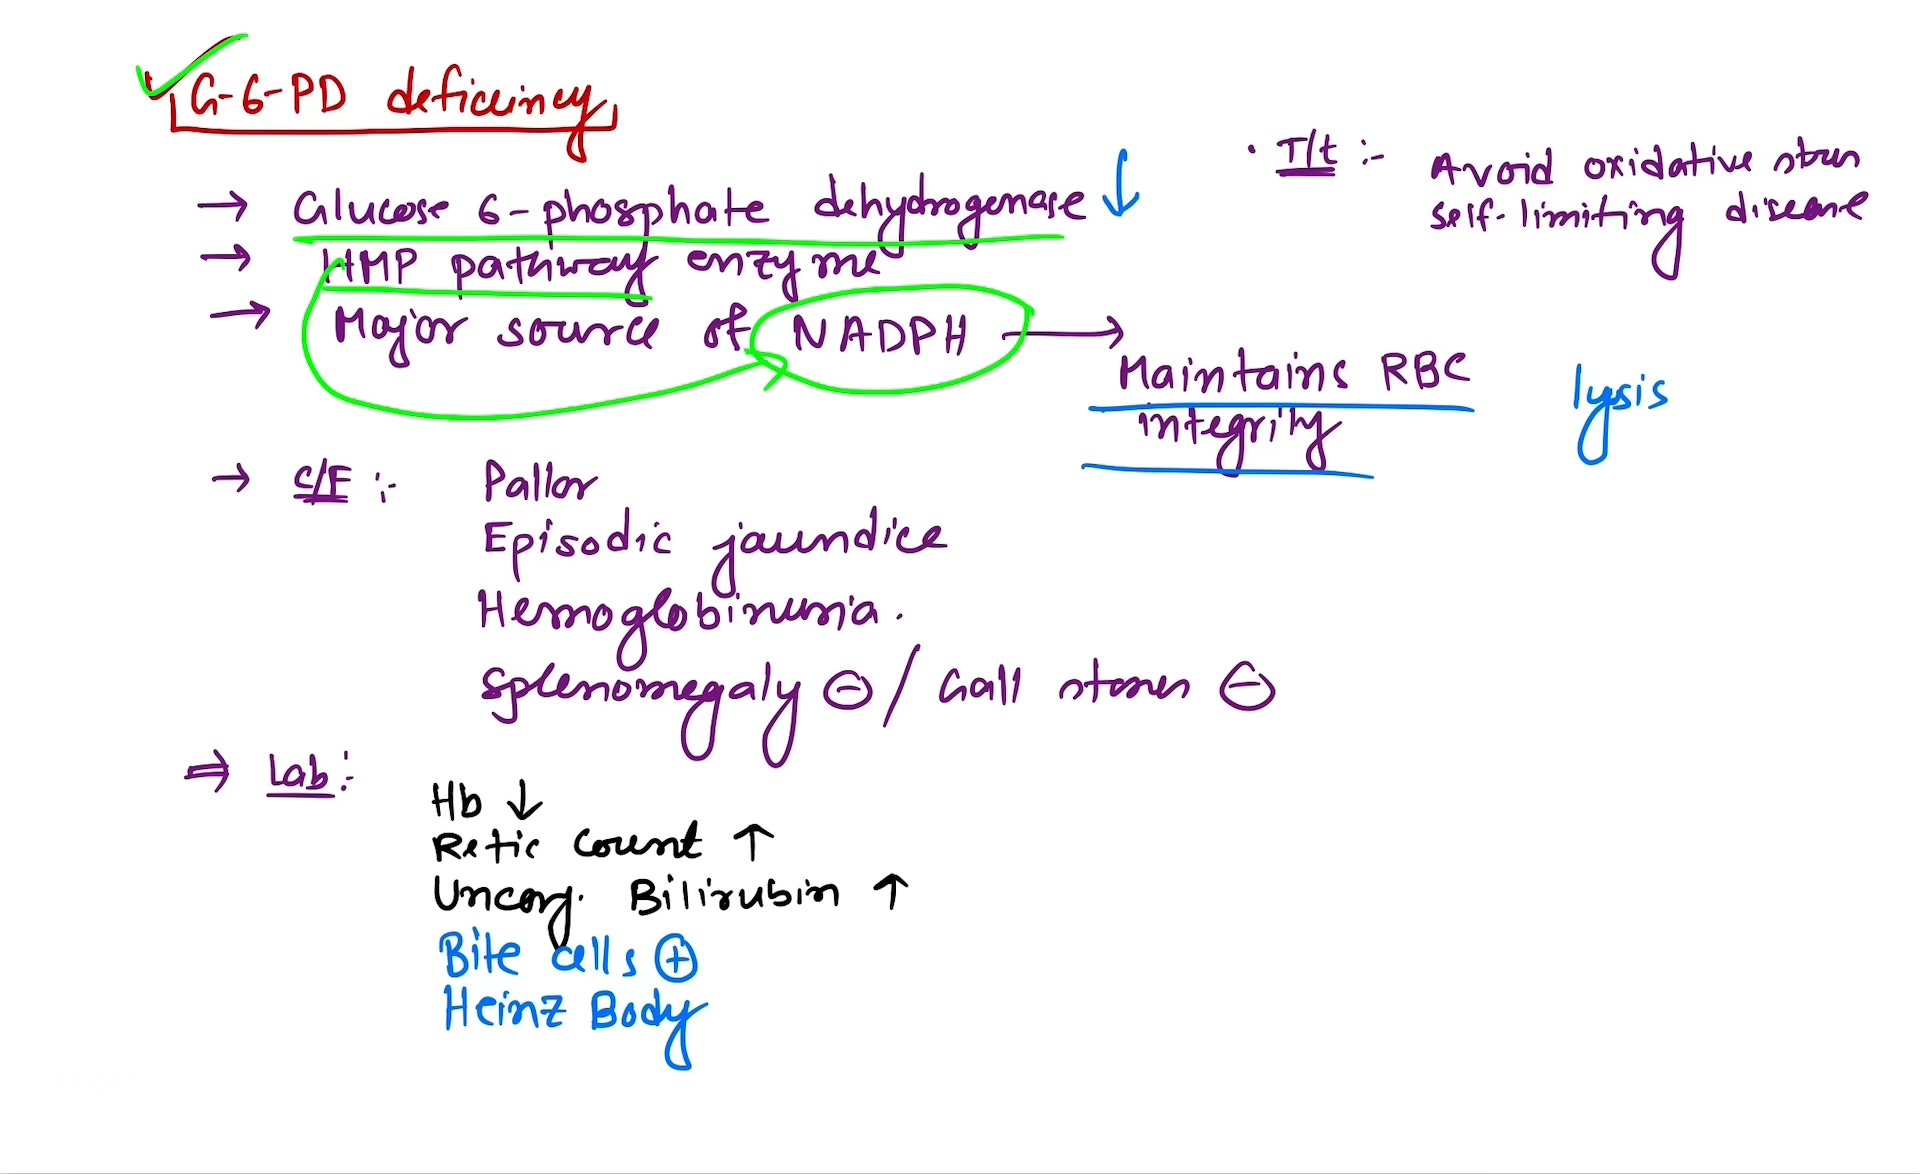 G-6-PD deficiency
→ Glucose 6-phosphate dehydrogenase ↓
→ HMP pathway enzyme
→ Major source of NADPH →
Maintains RBC
integrity
lysis
• T/t :- Avoid oxidative stress
self-limiting disease
→ C/F :- Pallor
Episodic jaundice
Hemoglobinuria.
Splenomegaly ⊖ / Gall stones ⊖
⇒ Lab :-
Hb ↓
Retic count ↑
Unconj. Bilirubin ↑
Bite cells ⊕
Heinz Body